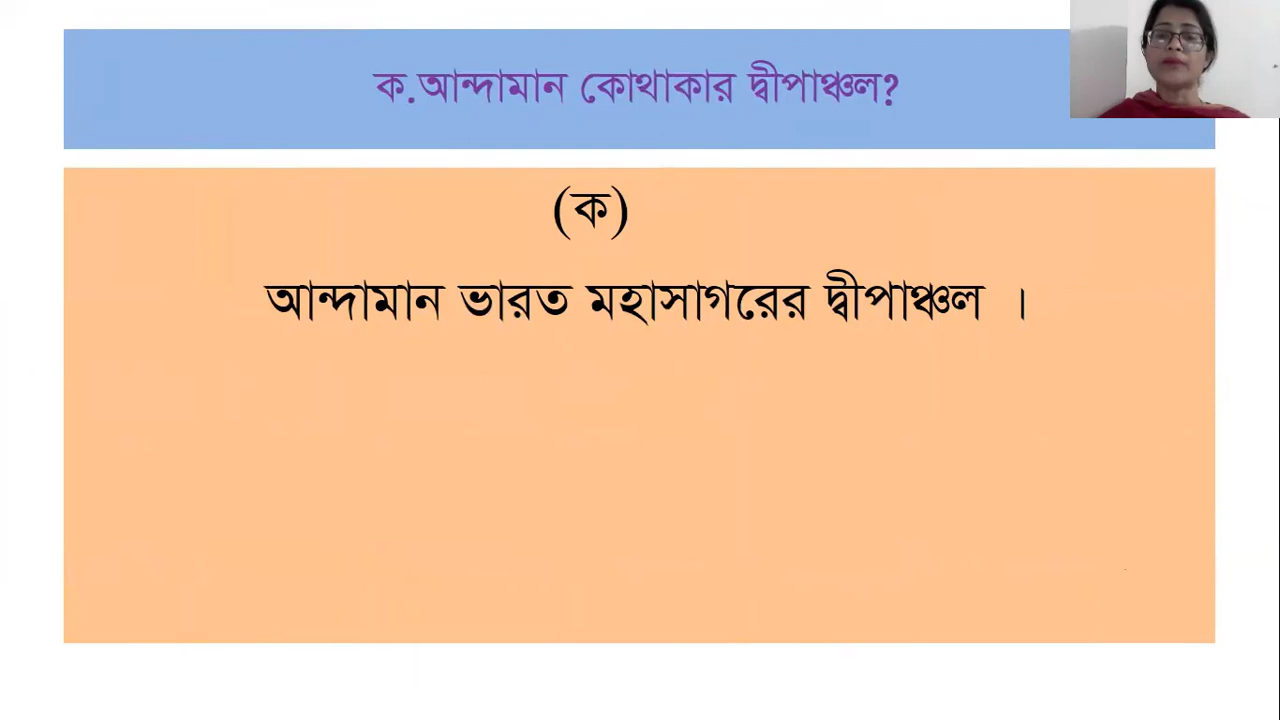 ক.আন্দামান কোথাকার দ্বীপাঞ্চল?
(ক)
আন্দামান ভারত মহাসাগরের দ্বীপাঞ্চল ।